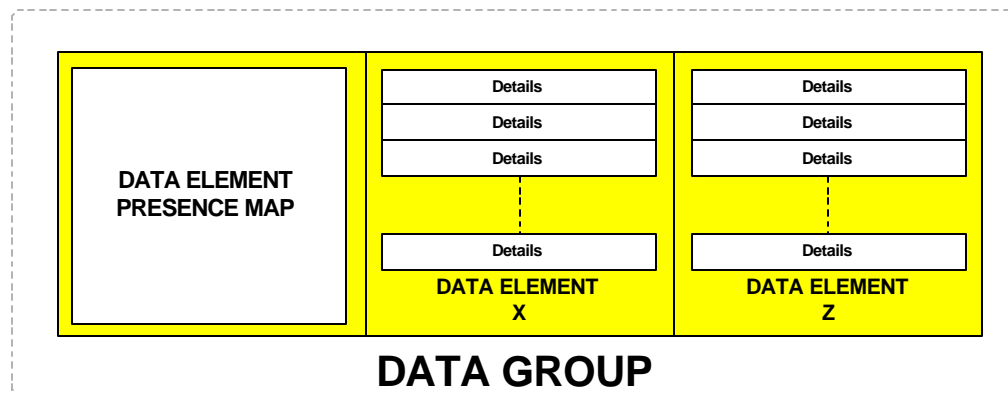 DATA ELEMENT
PRESENCE MAP
Details
Details
Details
Details
DATA ELEMENT
X
Details
Details
Details
Details
DATA ELEMENT
Z
DATA GROUP